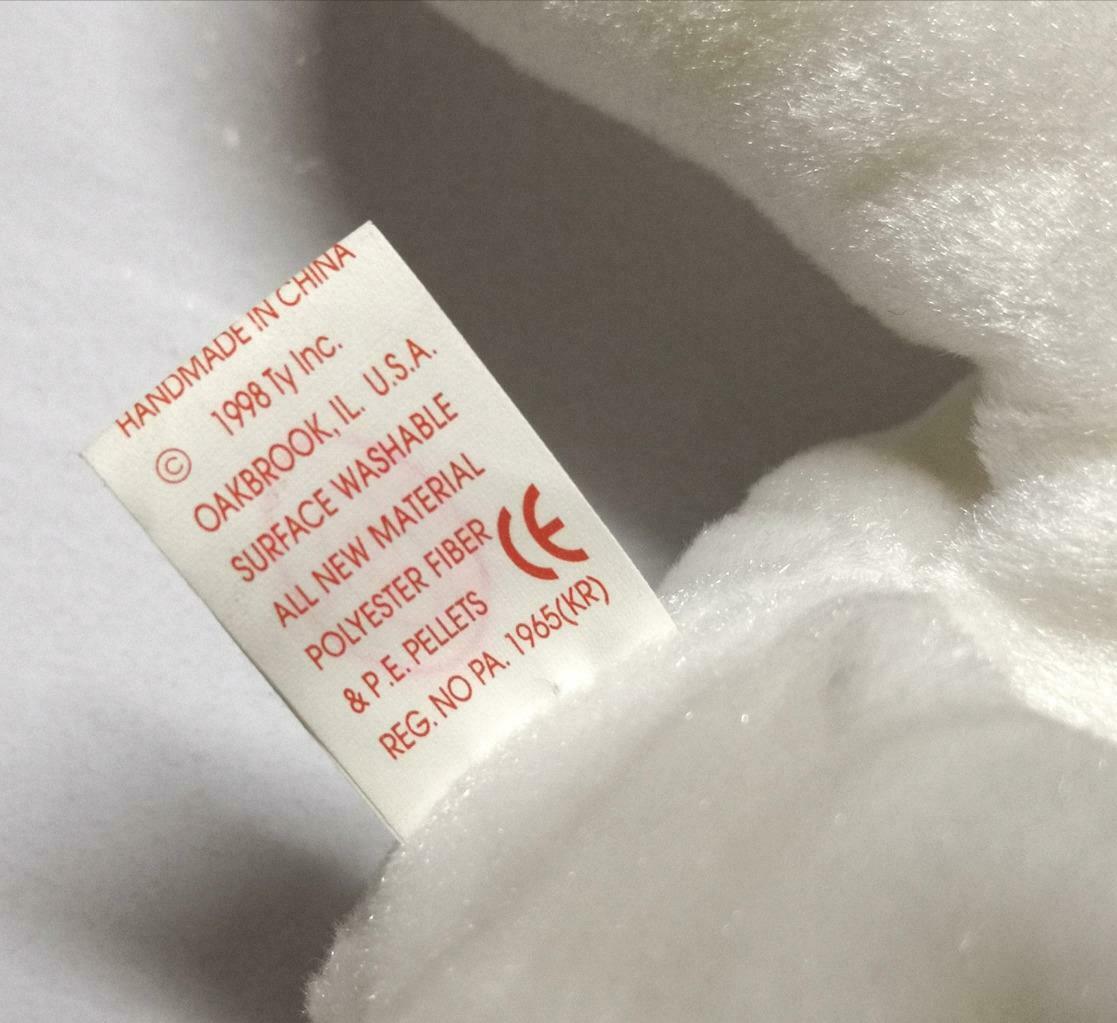 HANDMADE IN CHINA
© 1998 Ty Inc.
OAKBROOK, IL. U.S.A.
SURFACE WASHABLE
ALL NEW MATERIAL
POLYESTER FIBER
& P.E. PELLETS
CE
REG. NO PA. 1965(KR)